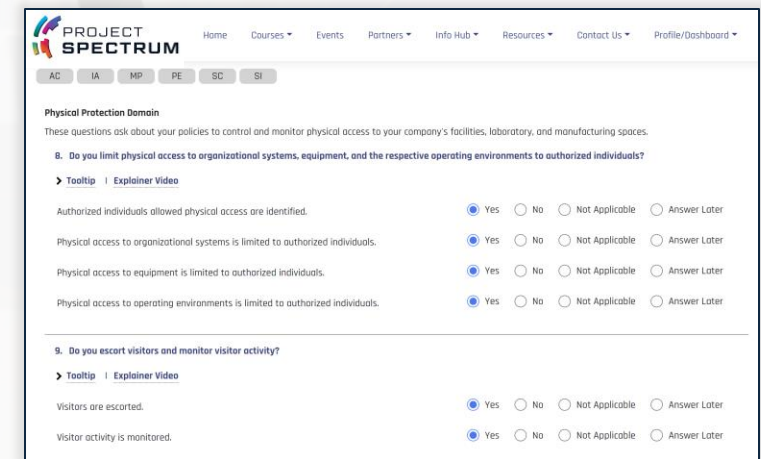 PROJECT
SPECTRUM
Home Courses Events Partners Info Hub Resources Contact Us Profile/Dashboard
AC IA MP PE SC SI
Physical Protection Domain
These questions ask about your policies to control and monitor physical access to your company's facilities, laboratory, and manufacturing spaces.
8. Do you limit physical access to organizational systems, equipment, and the respective operating environments to authorized individuals?
Tooltip | Explainer Video
Authorized individuals allowed physical access are identified. Yes No Not Applicable Answer Later
Physical access to organizational systems is limited to authorized individuals. Yes No Not Applicable Answer Later
Physical access to equipment is limited to authorized individuals. Yes No Not Applicable Answer Later
Physical access to operating environments is limited to authorized individuals. Yes No Not Applicable Answer Later
9. Do you escort visitors and monitor visitor activity?
Tooltip | Explainer Video
Visitors are escorted. Yes No Not Applicable Answer Later
Visitor activity is monitored. Yes No Not Applicable Answer Later